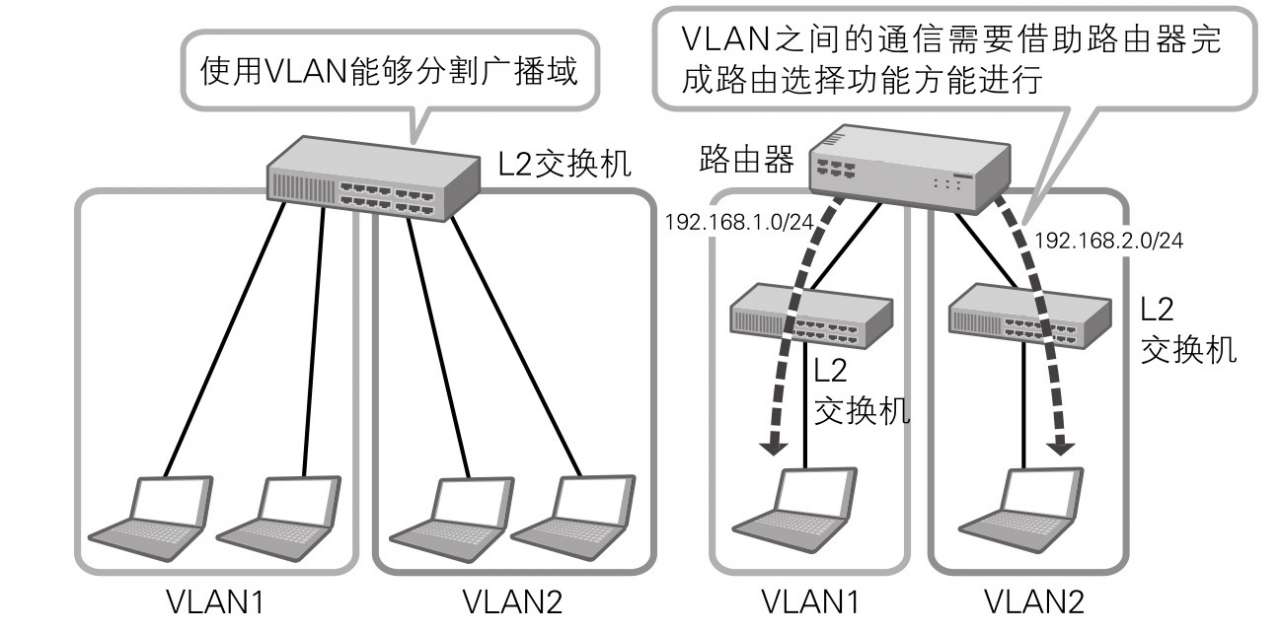 使用VLAN能够分割广播域
L2交换机
VLAN1
VLAN2
VLAN之间的通信需要借助路由器完
成路由选择功能方能进行
路由器
192.168.1.0/24
192.168.2.0/24
L2
交换机
L2
交换机
VLAN1
VLAN2